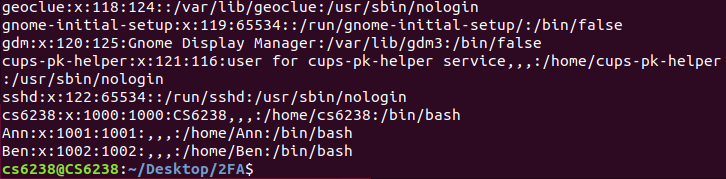 geoclue:x:118:124::/var/lib/geoclue:/usr/sbin/nologin
gnome-initial-setup:x:119:65534::/run/gnome-initial-setup/:/bin/false
gdm:x:120:125:Gnome Display Manager:/var/lib/gdm3:/bin/false
cups-pk-helper:x:121:116:user for cups-pk-helper service,,,:/home/cups-pk-helper
:/usr/sbin/nologin
sshd:x:122:65534::/run/sshd:/usr/sbin/nologin
cs6238:x:1000:1000:CS6238,,,:/home/cs6238:/bin/bash
Ann:x:1001:1001:,,,:/home/Ann:/bin/bash
Ben:x:1002:1002:,,,:/home/Ben:/bin/bash
cs6238@CS6238:~/Desktop/2FA$